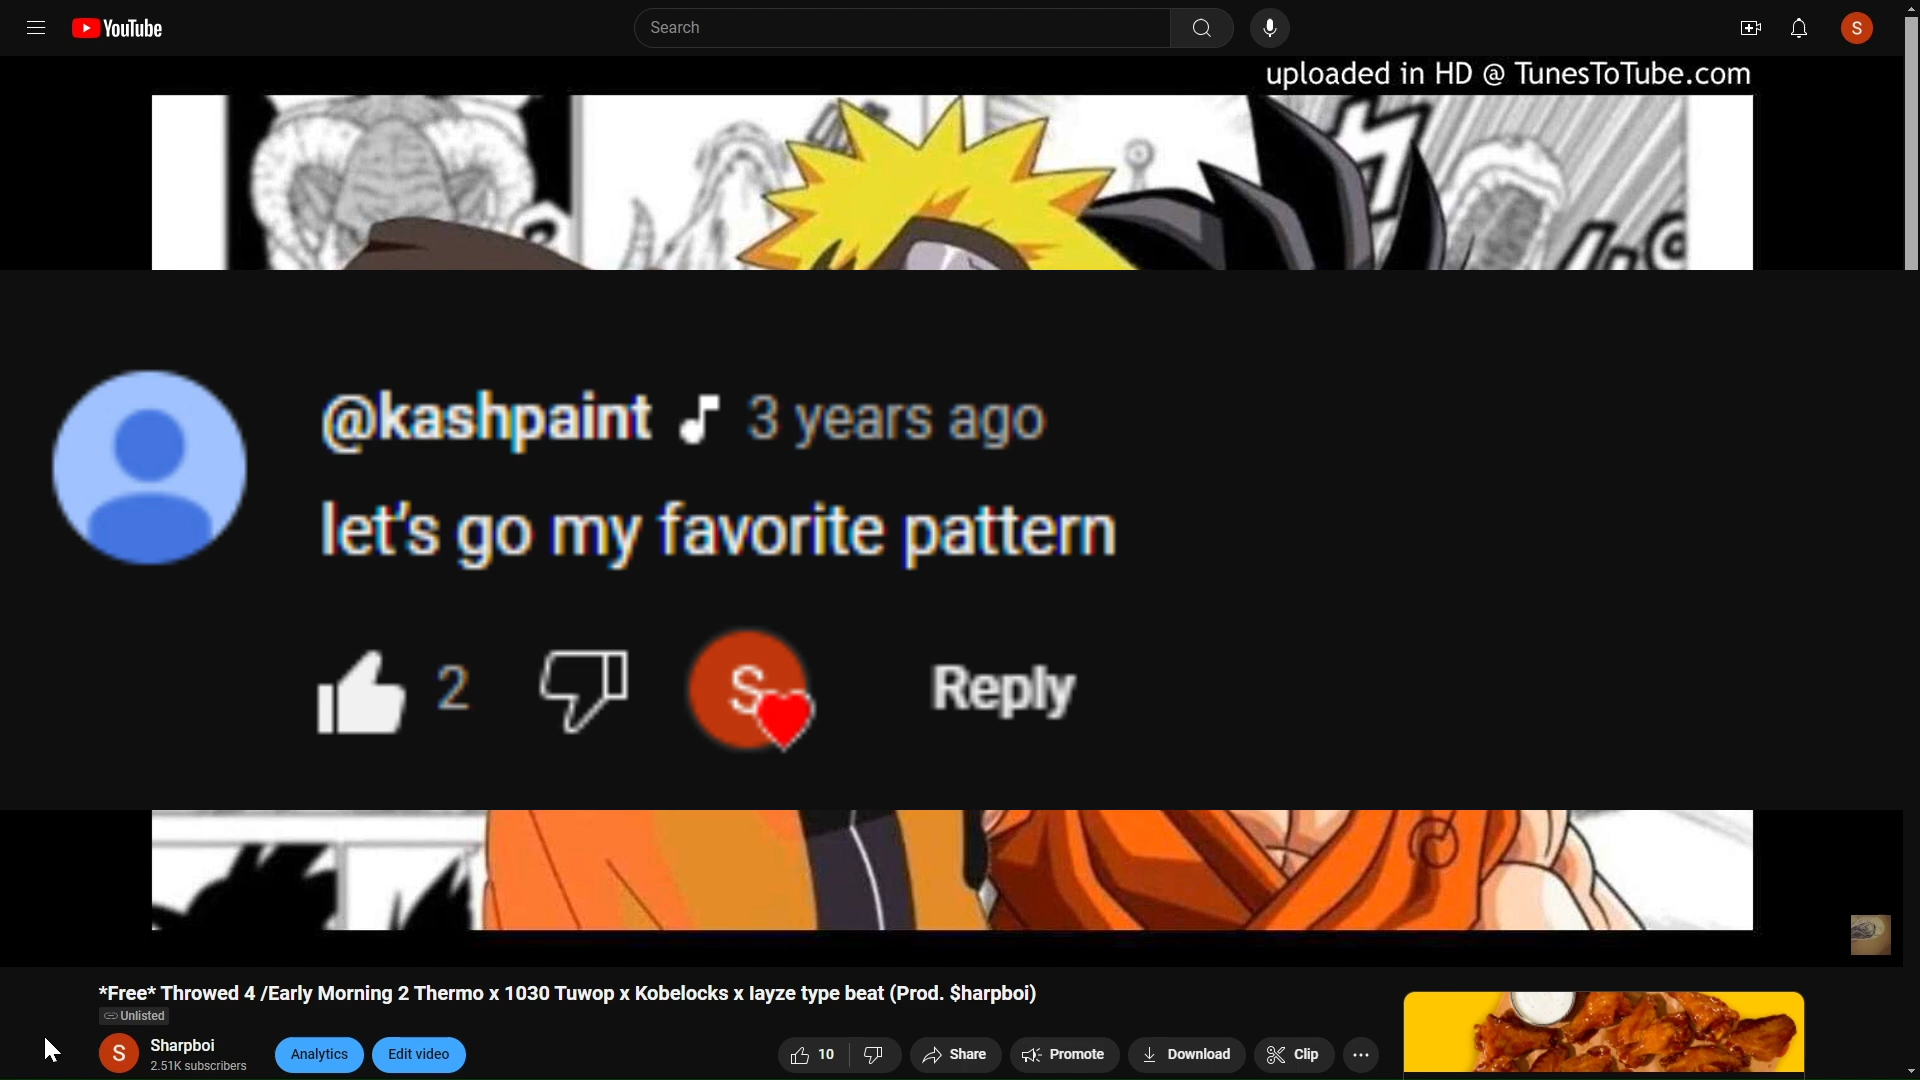 YouTube
Search
S
uploaded in HD @ TunesToTube.com
@kashpaint 3 years ago
let's go my favorite pattern
2
S
Reply
*Free* Throwed 4 /Early Morning 2 Thermo x 1030 Tuwop x Kobelocks x Iayze type beat (Prod. $harpboi)
Unlisted
S
Sharpboi
2.51K subscribers
Analytics
Edit video
10
Share
Promote
Download
Clip